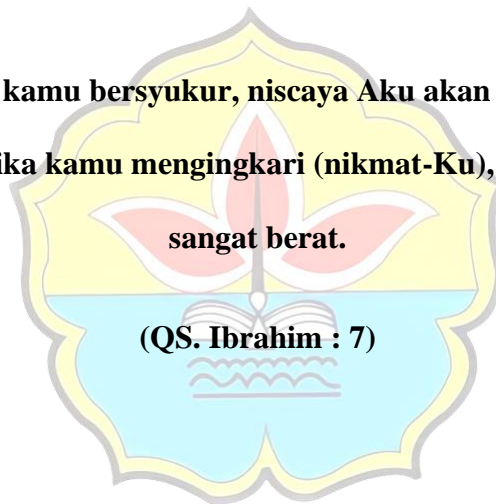 kamu bersyukur, niscaya Aku akan
ika kamu mengingkari (nikmat-Ku),
sangat berat.
(QS. Ibrahim : 7)